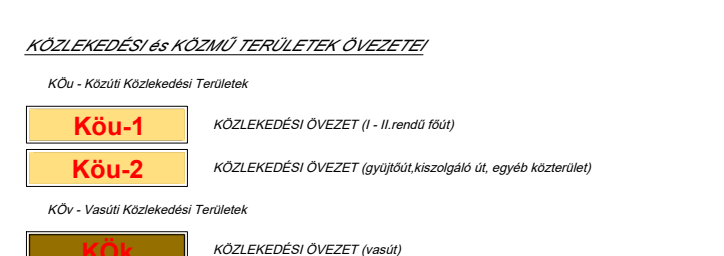 KÖZLEKEDÉSI és KÖZMŰ TERÜLETEK ÖVEZETEI
KÖu - Közúti Közlekedési Területek
Köu-1 KÖZLEKEDÉSI ÖVEZET (I - II.rendű főút)
Köu-2 KÖZLEKEDÉSI ÖVEZET (gyüjtőút,kiszolgáló út, egyéb közterület)
KÖv - Vasúti Közlekedési Területek
KÖk KÖZLEKEDÉSI ÖVEZET (vasút)